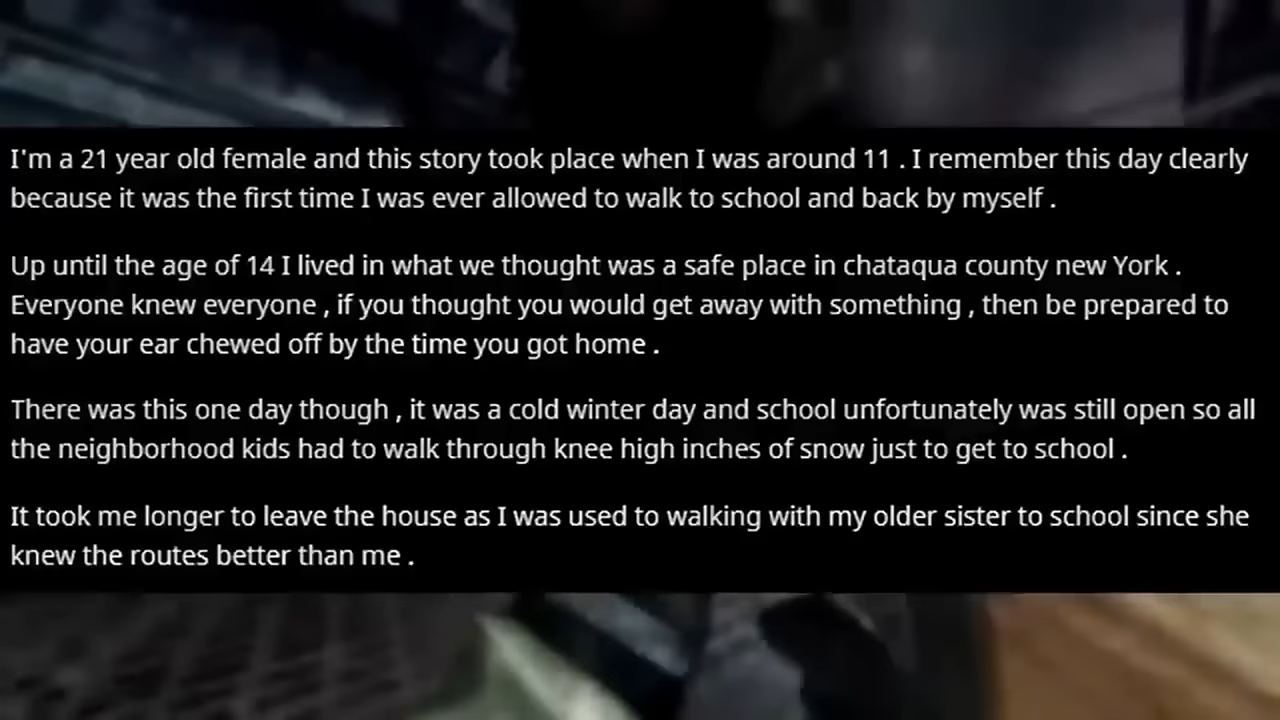 I'm a 21 year old female and this story took place when I was around 11 . I remember this day clearly
because it was the first time I was ever allowed to walk to school and back by myself .
Up until the age of 14 I lived in what we thought was a safe place in chataqua county new York .
Everyone knew everyone , if you thought you would get away with something , then be prepared to
have your ear chewed off by the time you got home .
There was this one day though , it was a cold winter day and school unfortunately was still open so all
the neighborhood kids had to walk through knee high inches of snow just to get to school .
It took me longer to leave the house as I was used to walking with my older sister to school since she
knew the routes better than me .